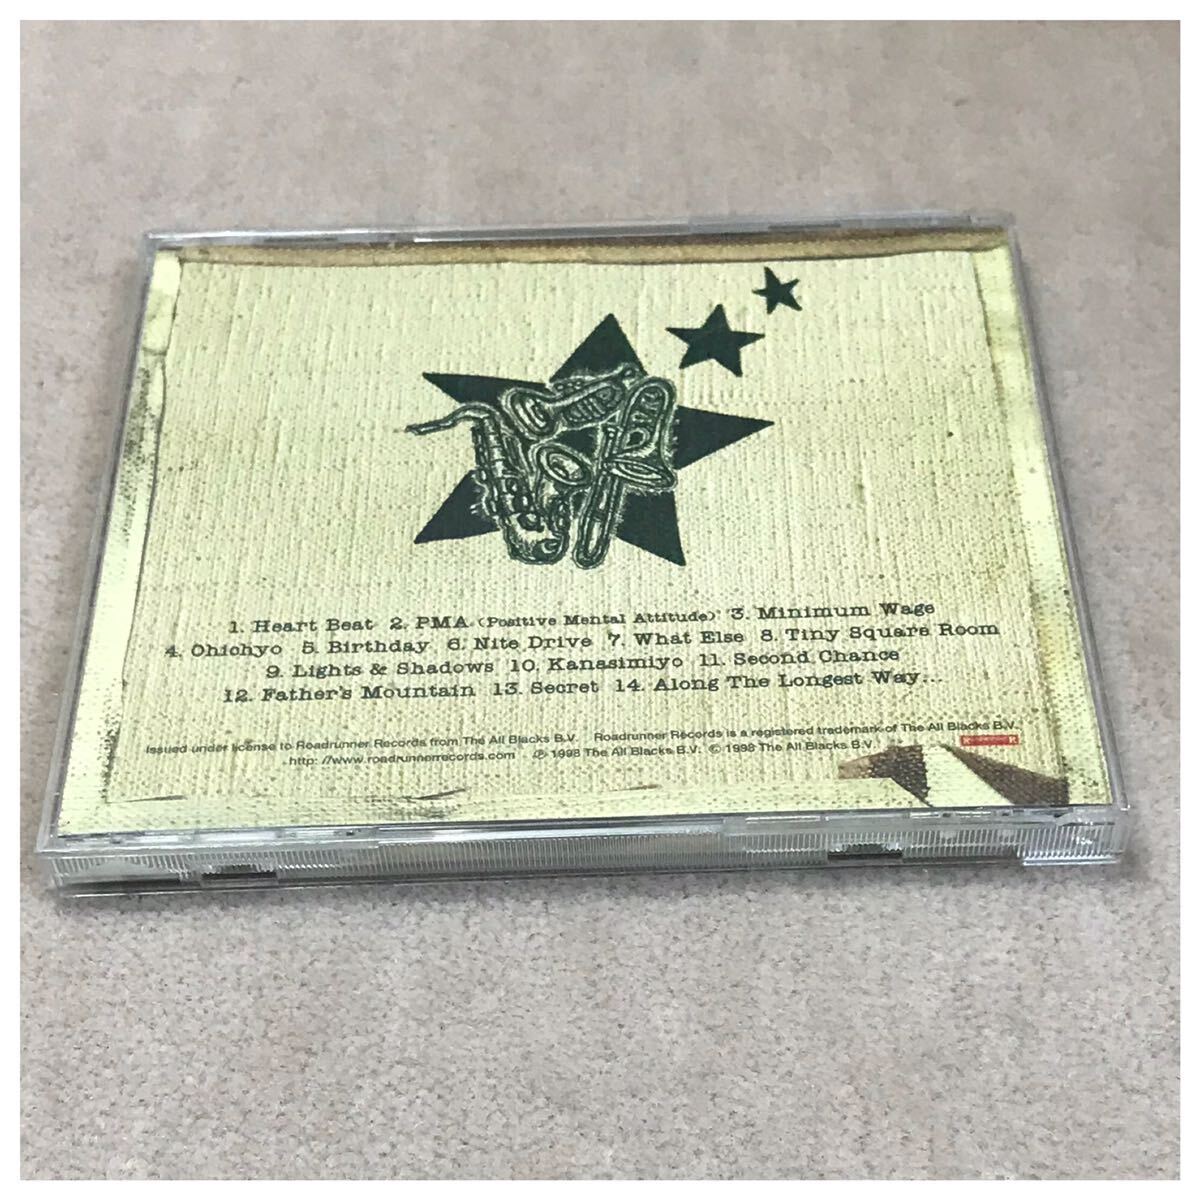 1. Heart Beat 2. PMA (Positive Mental Attitude) 3. Minimum Wage
4. Ohichyo 5. Birthday 6. Nite Drive 7. What Else 8. Tiny Square Room
9. Lights & Shadows 10. Kanasimiyo 11. Second Chance
12. Father's Mountain 13. Secret 14. Along The Longest Way...
Issued under license to Roadrunner Records from The All Blacks B.V. Roadrunner Records is a registered trademark of The All Blacks B.V.
http://www.roadrunnerrecords.com ℗ 1998 The All Blacks B.V. © 1998 The All Blacks B.V.